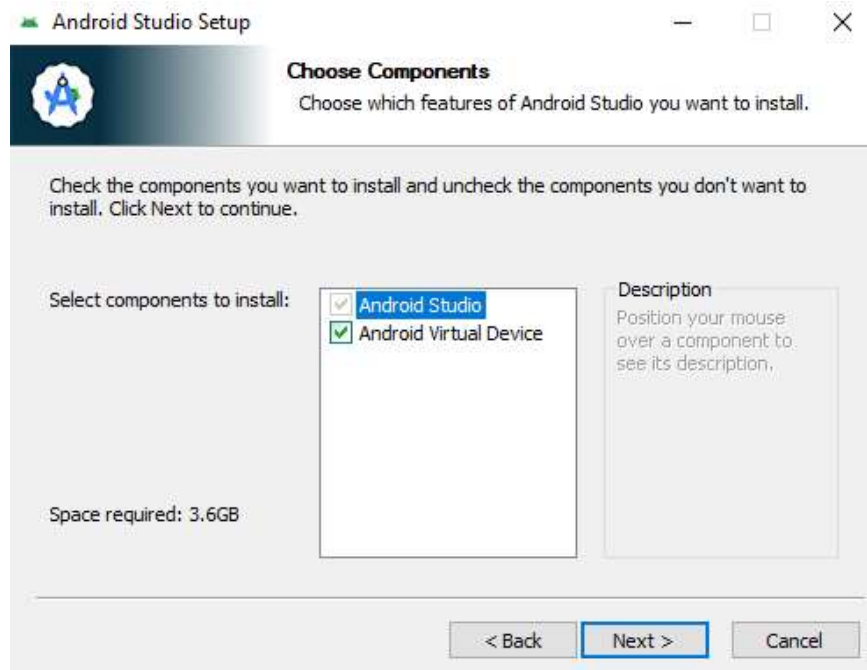 Android Studio Setup
Choose Components
Choose which features of Android Studio you want to install.
Check the components you want to install and uncheck the components you don't want to
install. Click Next to continue.
Select components to install:
Android Studio
Android Virtual Device
Description
Position your mouse
over a component to
see its description.
Space required: 3.6GB
< Back
Next >
Cancel